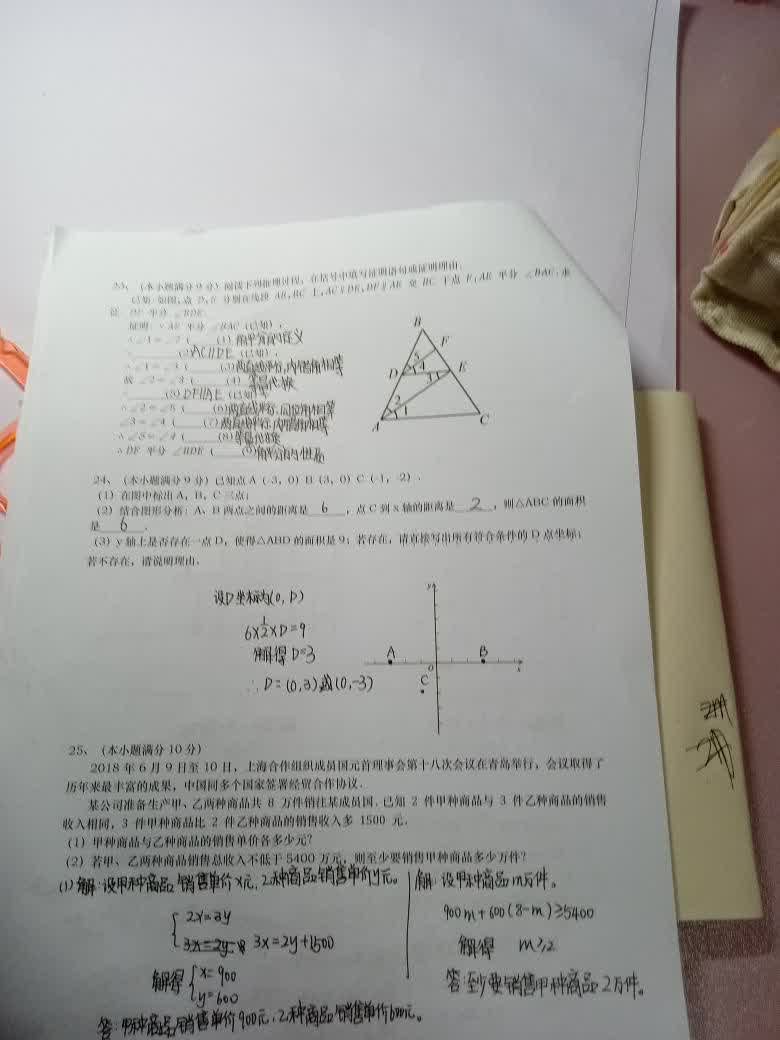 23、(本小题满分9分)阅读下列推理过程,在括号中填写证明语句或证明理由.
已知:如图,点 D,E 分别在线段 AB,BC 上,AC∥DE,DF∥AE 交 BC 于点 F,AE 平分 ∠BAC.求
证:DF 平分 ∠BDE.
证明:∵AE 平分 ∠BAC(已知).
∴∠1=∠2((1)角平分线的定义
∵ (2)AC∥DE(已知).
∴∠1=∠3((3)两直线平行,内错角相等
故 ∠2=∠3((4)等量代换
∵ (5)DF∥AE(已知)
∴∠2=∠5((6)两直线平行,同位角相等
∠3=∠4((7)两直线平行,内错角相等
∴∠5=∠4((8)等量代换
∴DF 平分 ∠BDE(
B
F
5
4
D
3
E
2
1
A
C
24、(本小题满分9分)已知点 A(-3,0)B(3,0)C(-1,-2).
(1)在图中标出 A,B,C 三点;
(2)结合图形分析:A、B 两点之间的距离是 6 ,点 C 到 x 轴的距离是 2 ,则△ABC 的面积
是 6 .
(3)y 轴上是否存在一点 D,使得△ABD 的面积是 9;若存在,请直接写出所有符合条件的 D 点坐标;
若不存在,请说明理由.
设D坐标为(0,D)
6×1/2×D=9
解得 D=3
∴D=(0,3)或(0,-3)
y
A
B
0
x
C
25、(本小题满分10分)
2018 年 6 月 9 日至 10 日,上海合作组织成员国元首理事会第十八次会议在青岛举行,会议取得了
历年来最丰富的成果,中国同多个国家签署经贸合作协议.
某公司准备生产甲、乙两种商品共 8 万件销往某成员国.已知 2 件甲种商品与 3 件乙种商品的销售
收入相同,3 件甲种商品比 2 件乙种商品的销售收入多 1500 元.
(1)甲种商品与乙种商品的销售单价各多少元?
(2)若甲、乙两种商品销售总收入不低于 5400 万元,则至少要销售甲种商品多少万件?
(1)解:设甲种商品销售单价x元,乙种商品销售单价y元。
2x=3y
3x=2y+1500
解得 x=900
y=600
答:甲种商品销售单价900元,乙种商品销售单价600元。
解:设甲种商品m万件。
900m+600(8-m)≥5400
解得 m≥2
答:至少要销售甲种商品2万件。